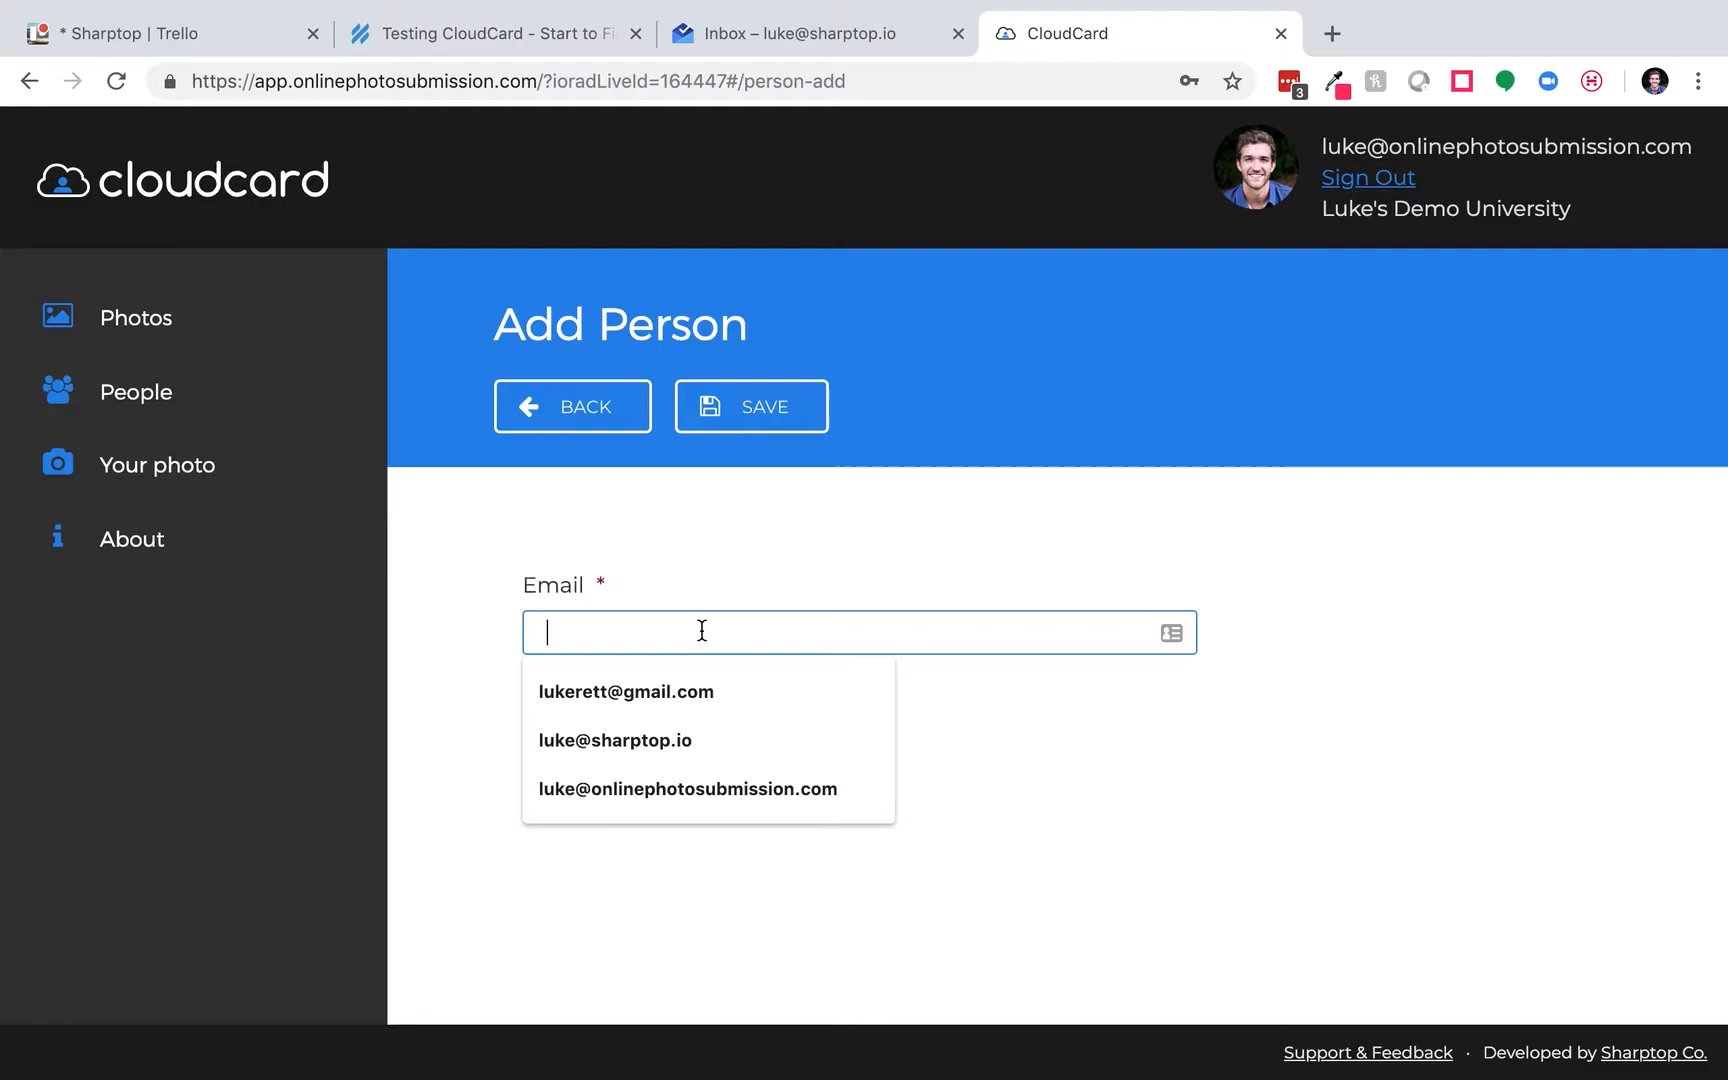 * Sharptop | Trello
Testing CloudCard - Start to Fi
Inbox – luke@sharptop.io
CloudCard
https://app.onlinephotosubmission.com/?ioradLiveId=164447#/person-add
3
cloudcard
luke@onlinephotosubmission.com
Sign Out
Luke's Demo University
Photos
People
Your photo
About
Add Person
BACK
SAVE
Email *
lukerett@gmail.com
luke@sharptop.io
luke@onlinephotosubmission.com
Support & Feedback · Developed by Sharptop Co.